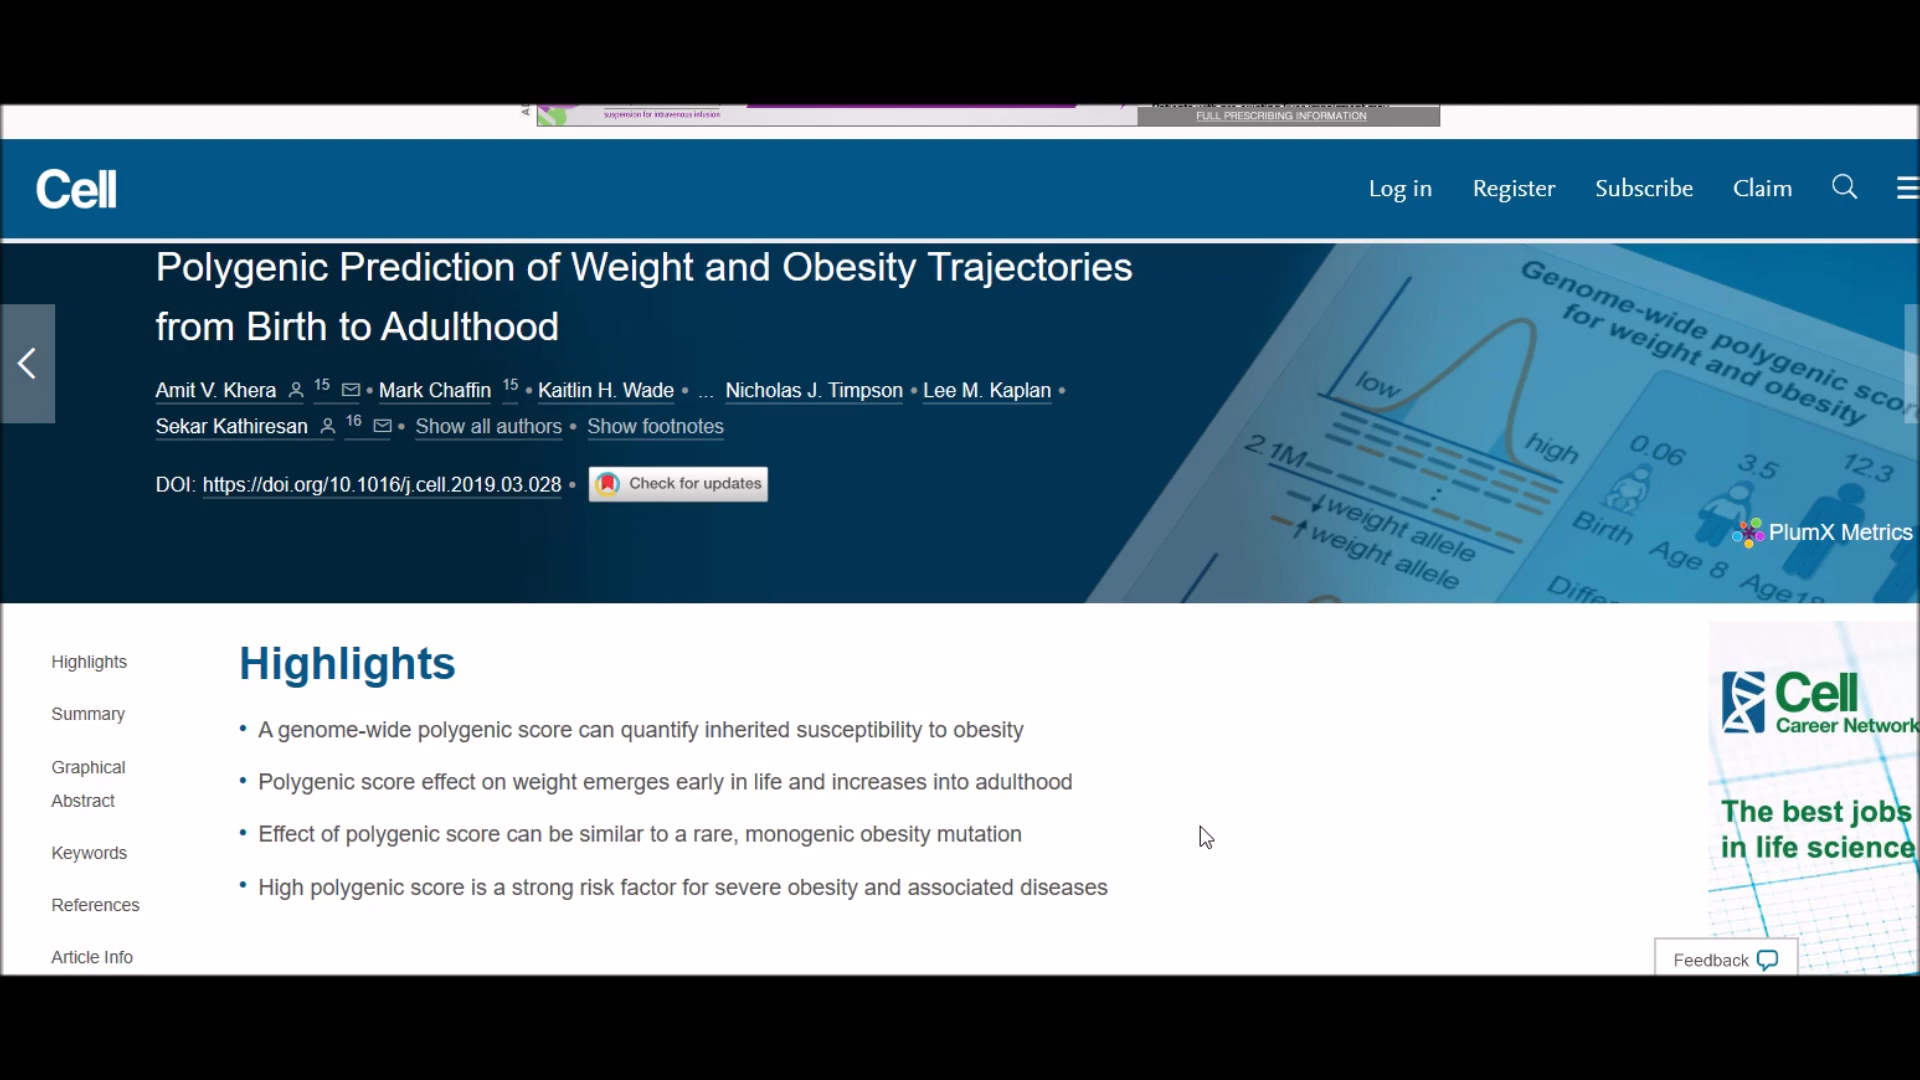 suspension for intravenous infusion
FULL PRESCRIBING INFORMATION
Cell
Log in Register Subscribe Claim
Polygenic Prediction of Weight and Obesity Trajectories
from Birth to Adulthood
Amit V. Khera 15 • Mark Chaffin 15 • Kaitlin H. Wade • ... Nicholas J. Timpson • Lee M. Kaplan •
Sekar Kathiresan 16 • Show all authors • Show footnotes
DOI: https://doi.org/10.1016/j.cell.2019.03.028 • Check for updates
Genome-wide polygenic score
for weight and obesity
low
high
2.1M
↓weight allele
↑weight allele
0.06 3.5 12.3
Birth Age 8 Age 18
PlumX Metrics
Highlights
Summary
Graphical
Abstract
Keywords
References
Article Info
Highlights
• A genome-wide polygenic score can quantify inherited susceptibility to obesity
• Polygenic score effect on weight emerges early in life and increases into adulthood
• Effect of polygenic score can be similar to a rare, monogenic obesity mutation
• High polygenic score is a strong risk factor for severe obesity and associated diseases
Cell
Career Network
The best jobs
in life science
Feedback